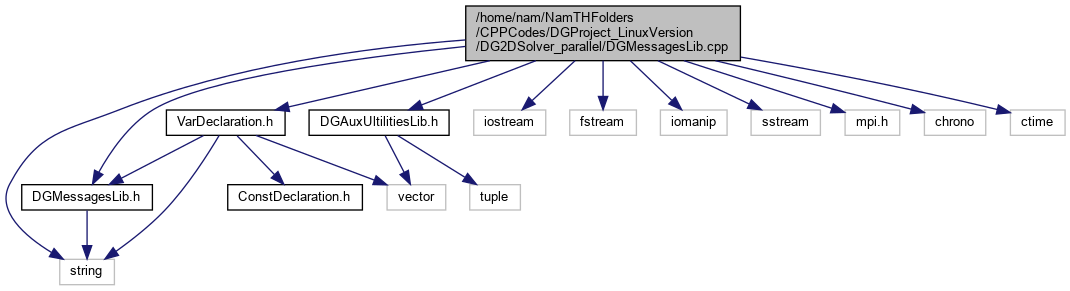 /home/nam/NamTHFolders
/CPPCodes/DGProject_LinuxVersion
/DG2DSolver_parallel/DGMessagesLib.cpp
VarDeclaration.h
DGAuxUltilitiesLib.h
iostream
fstream
iomanip
sstream
mpi.h
chrono
ctime
DGMessagesLib.h
ConstDeclaration.h
vector
tuple
string